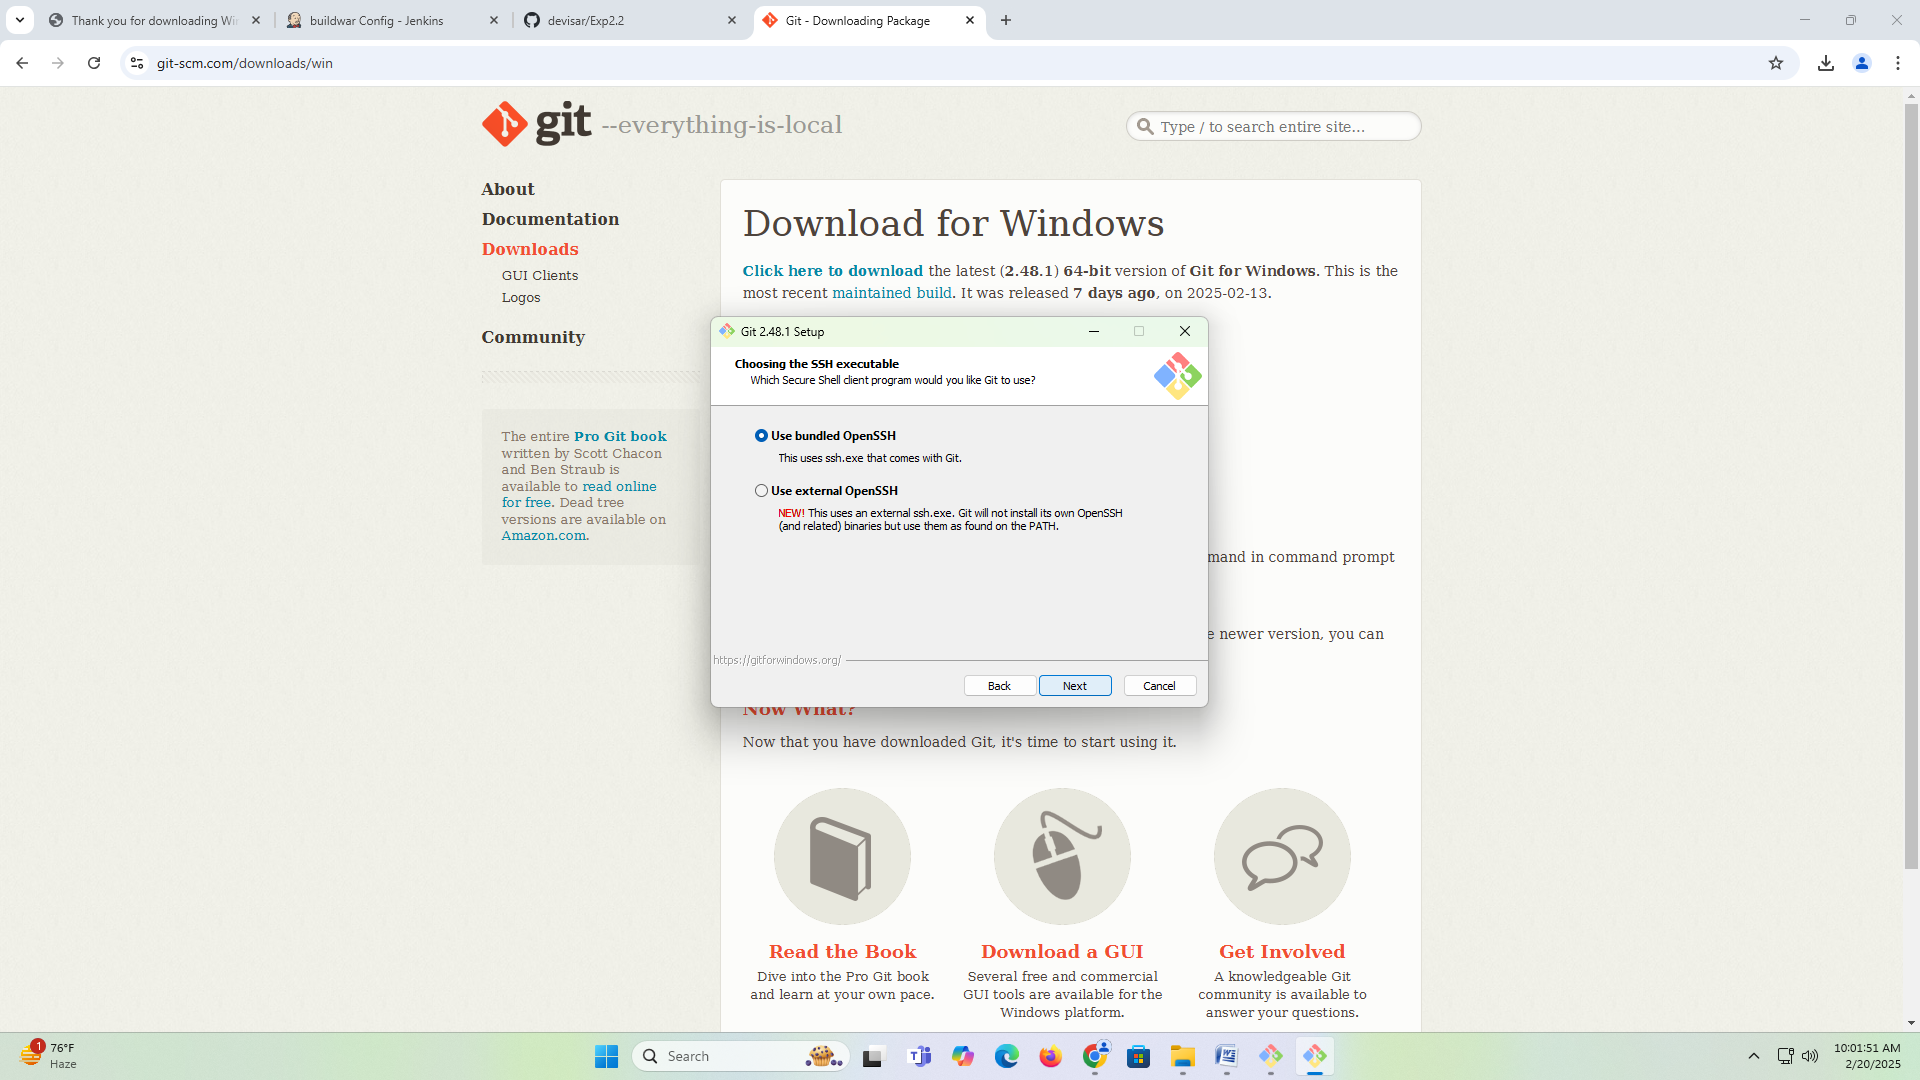 Thank you for downloading Win
buildwar Config - Jenkins
devisar/Exp2.2
Git - Downloading Package
git-scm.com/downloads/win
git --everything-is-local
Type / to search entire site...
About
Documentation
Downloads
GUI Clients
Logos
Community
The entire Pro Git book
written by Scott Chacon
and Ben Straub is
available to read online
for free. Dead tree
versions are available on
Amazon.com.
Download for Windows
Click here to download the latest (2.48.1) 64-bit version of Git for Windows. This is the
most recent maintained build. It was released 7 days ago, on 2025-02-13.
Git 2.48.1 Setup
Choosing the SSH executable
Which Secure Shell client program would you like Git to use?
Use bundled OpenSSH
This uses ssh.exe that comes with Git.
Use external OpenSSH
NEW! This uses an external ssh.exe. Git will not install its own OpenSSH
(and related) binaries but use them as found on the PATH.
https://gitforwindows.org/
Back
Next
Cancel
mand in command prompt
e newer version, you can
Now What?
Now that you have downloaded Git, it's time to start using it.
Read the Book
Dive into the Pro Git book
and learn at your own pace.
Download a GUI
Several free and commercial
GUI tools are available for the
Windows platform.
Get Involved
A knowledgeable Git
community is available to
answer your questions.
1
76°F
Haze
Search
10:01:51 AM
2/20/2025